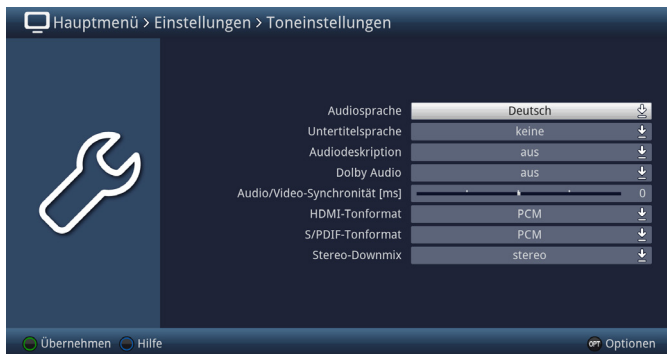 Hauptmenü > Einstellungen > Toneinstellungen
Audiosprache Deutsch
Untertitelsprache keine
Audiodeskription aus
Dolby Audio aus
Audio/Video-Synchronität [ms] 0
HDMI-Tonformat PCM
S/PDIF-Tonformat PCM
Stereo-Downmix stereo
Übernehmen Hilfe OPT Optionen